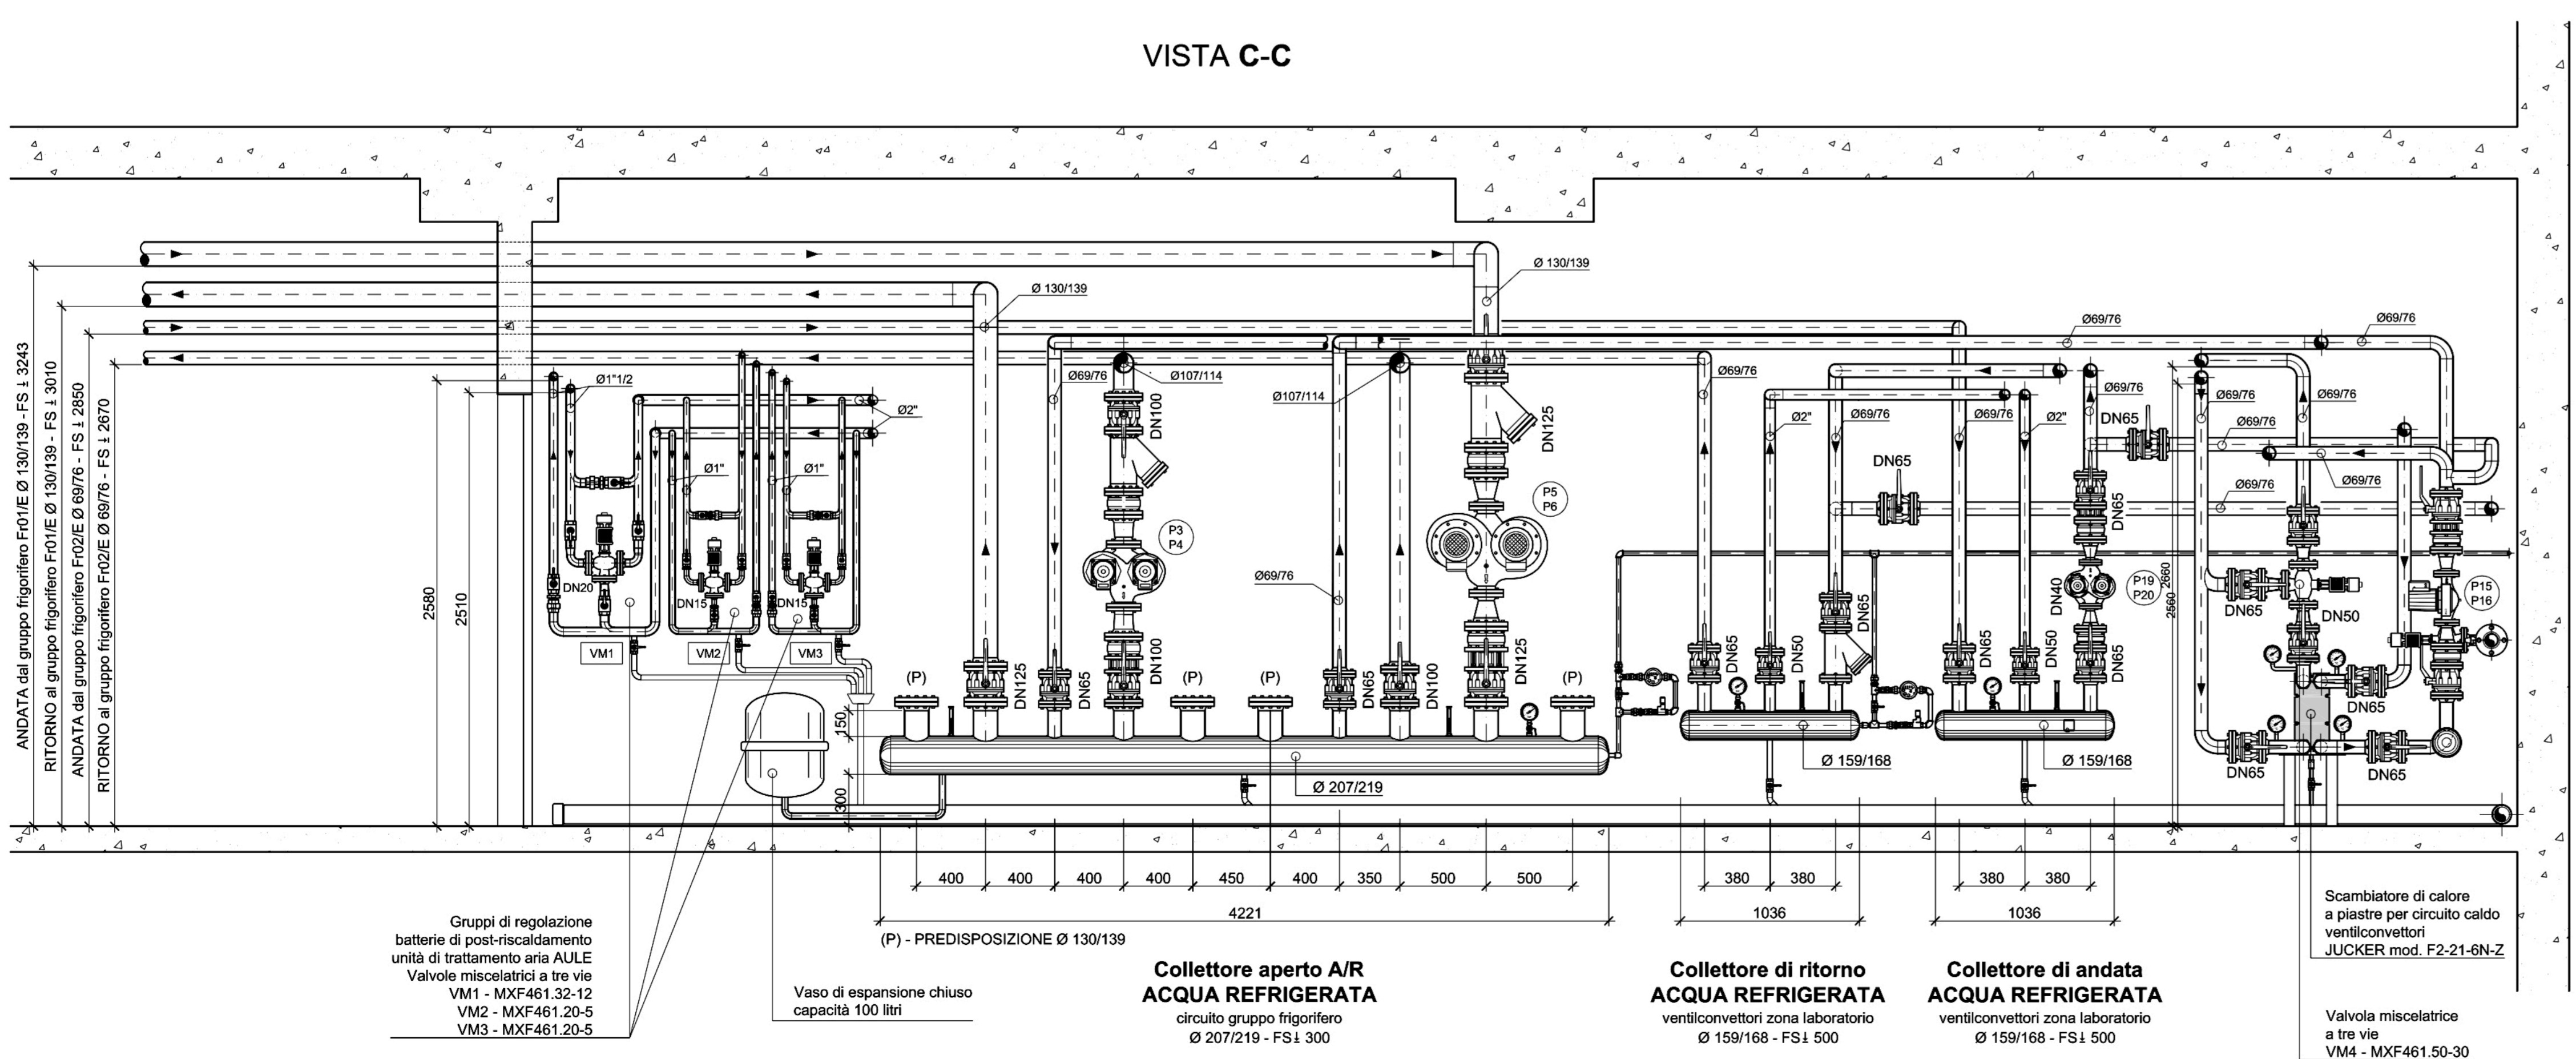 VISTA C-C
ANDATA dal gruppo frigorifero Fr01/E Ø 130/139 - FS ⸸ 3243
RITORNO al gruppo frigorifero Fr01/E Ø 130/139 - FS ⸸ 3010
ANDATA dal gruppo frigorifero Fr02/E Ø 69/76 - FS ⸸ 2850
RITORNO al gruppo frigorifero Fr02/E Ø 69/76 - FS ⸸ 2670
2580
2510
Ø1"1/2
Ø2"
Ø1"
Ø1"
DN20
DN15
DN15
VM1
VM2
VM3
Ø 130/139
Ø 130/139
Ø69/76
Ø107/114
DN100
P3
P4
DN100
Ø107/114
Ø69/76
DN125
P5
P6
(P)
DN125
DN65
(P)
(P)
DN65
DN100
DN125
(P)
150
300
Ø 207/219
Ø69/76
Ø2"
Ø69/76
DN65
DN65
DN50
DN65
Ø 159/168
Ø69/76
Ø2"
Ø69/76
DN65
DN65
DN40
P19
P20
DN65
DN50
DN65
Ø 159/168
2660
2560
Ø69/76
Ø69/76
Ø69/76
Ø69/76
Ø69/76
Ø69/76
Ø69/76
DN65
DN50
P15
P16
DN65
DN65
DN65
400
400
400
400
450
400
350
500
500
4221
380
380
1036
380
380
1036
(P) - PREDISPOSIZIONE Ø 130/139
Gruppi di regolazione
batterie di post-riscaldamento
unità di trattamento aria AULE
Valvole miscelatrici a tre vie
VM1 - MXF461.32-12
VM2 - MXF461.20-5
VM3 - MXF461.20-5
Vaso di espansione chiuso
capacità 100 litri
Collettore aperto A/R
ACQUA REFRIGERATA
circuito gruppo frigorifero
Ø 207/219 - FS⸸ 300
Collettore di ritorno
ACQUA REFRIGERATA
ventilconvettori zona laboratorio
Ø 159/168 - FS⸸ 500
Collettore di andata
ACQUA REFRIGERATA
ventilconvettori zona laboratorio
Ø 159/168 - FS⸸ 500
Scambiatore di calore
a piastre per circuito caldo
ventilconvettori
JUCKER mod. F2-21-6N-Z
Valvola miscelatrice
a tre vie
VM4 - MXF461.50-30